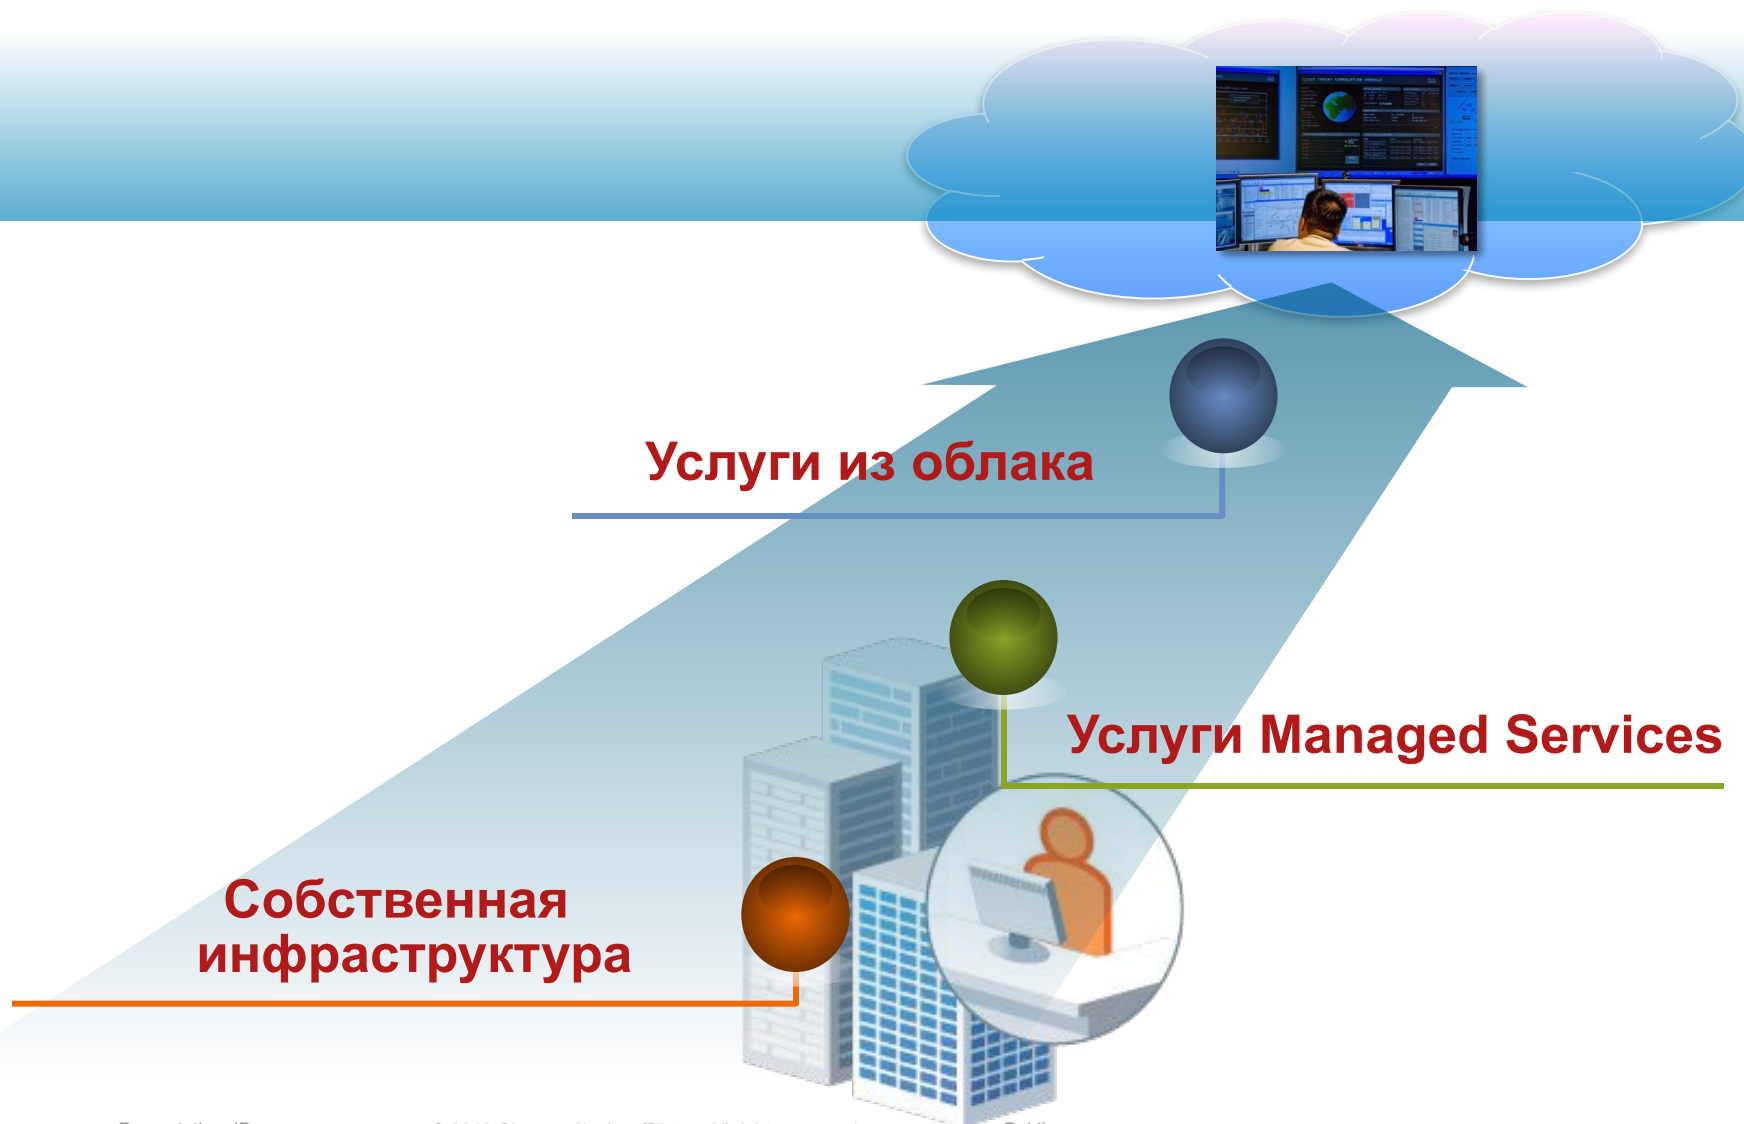 Услуги из облака
Услуги Managed Services
Собственная
инфраструктура